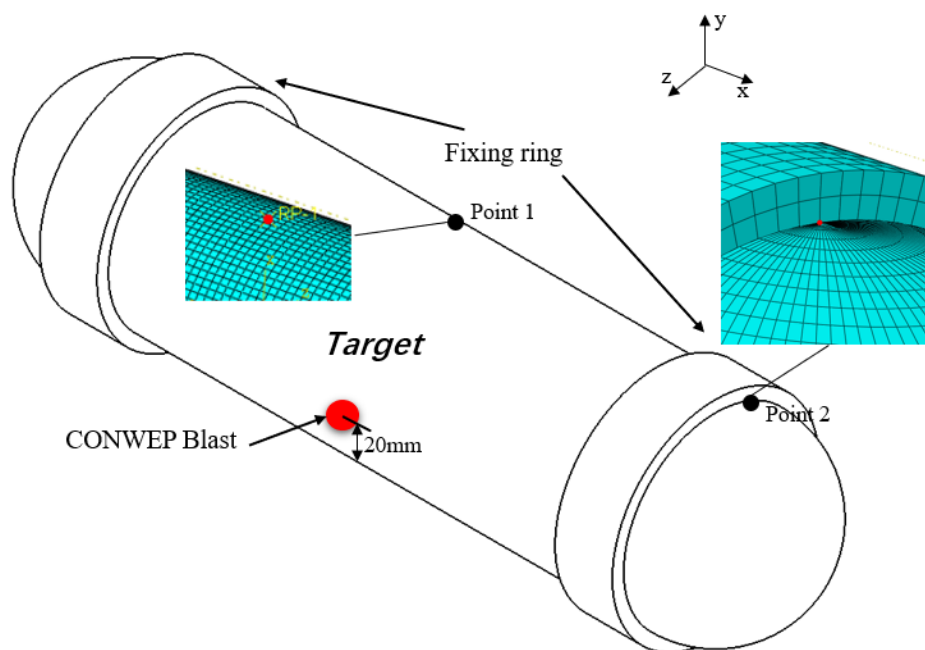 y
z
x
Fixing ring
RP-1
Point 1
Target
Point 2
CONWEP Blast
20mm